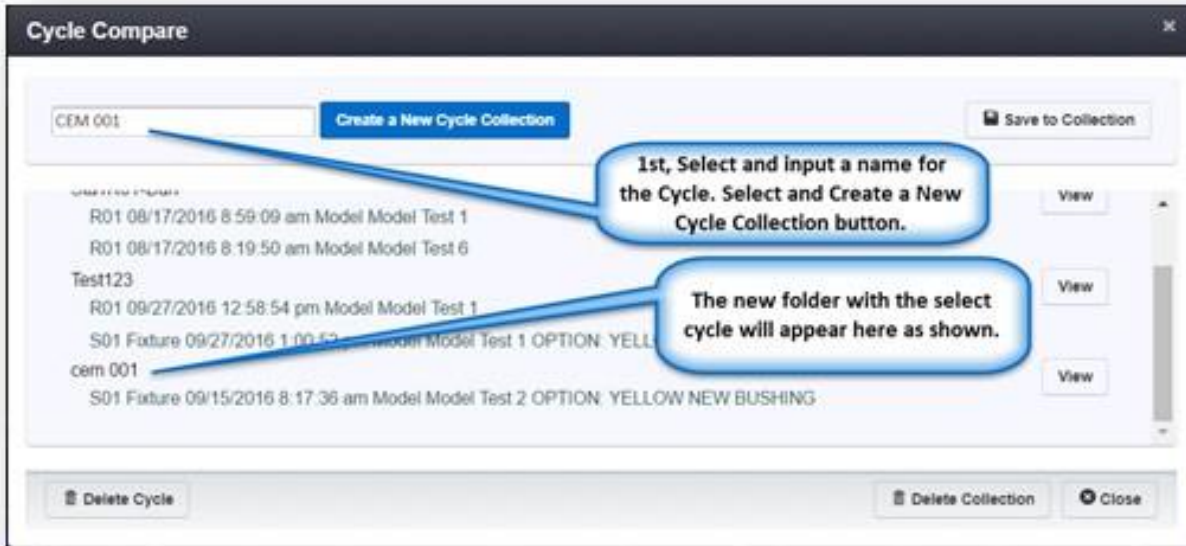 Cycle Compare
CEM 001
Create a New Cycle Collection
Save to Collection
1st, Select and input a name for
the Cycle. Select and Create a New
Cycle Collection button.
View
R01 08/17/2016 8:59:09 am Model Model Test 1
R01 08/17/2016 8:19:50 am Model Model Test 6
Test123
View
R01 09/27/2016 12:58:54 pm Model Model Test 1
The new folder with the select
cycle will appear here as shown.
S01 Fixture 09/27/2016 Model Test 1 OPTION:
cem 001
View
S01 Fixture 09/15/2016 8:17:36 am Model Model Test 2 OPTION: YELLOW NEW BUSHING
Delete Cycle
Delete Collection
Close